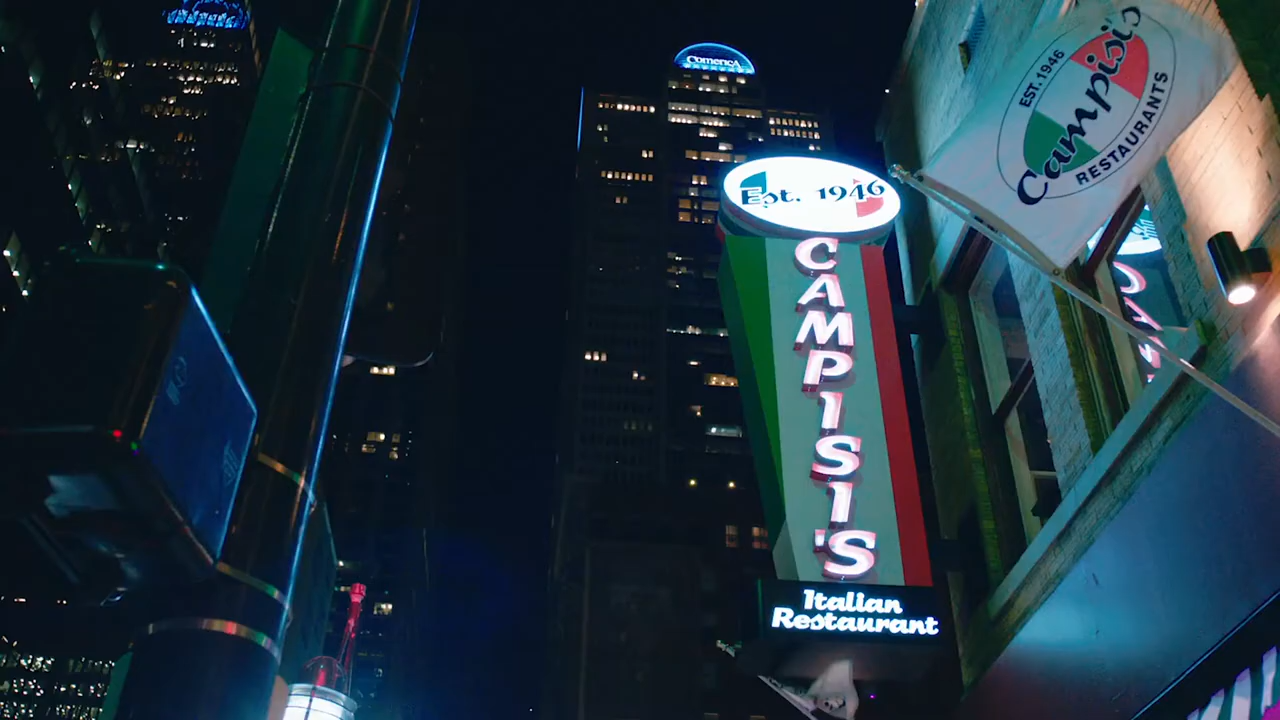 Comerica
Est. 1946
CAMPISI'S
Italian
Restaurant
EST. 1946
Campisi's
RESTAURANTS